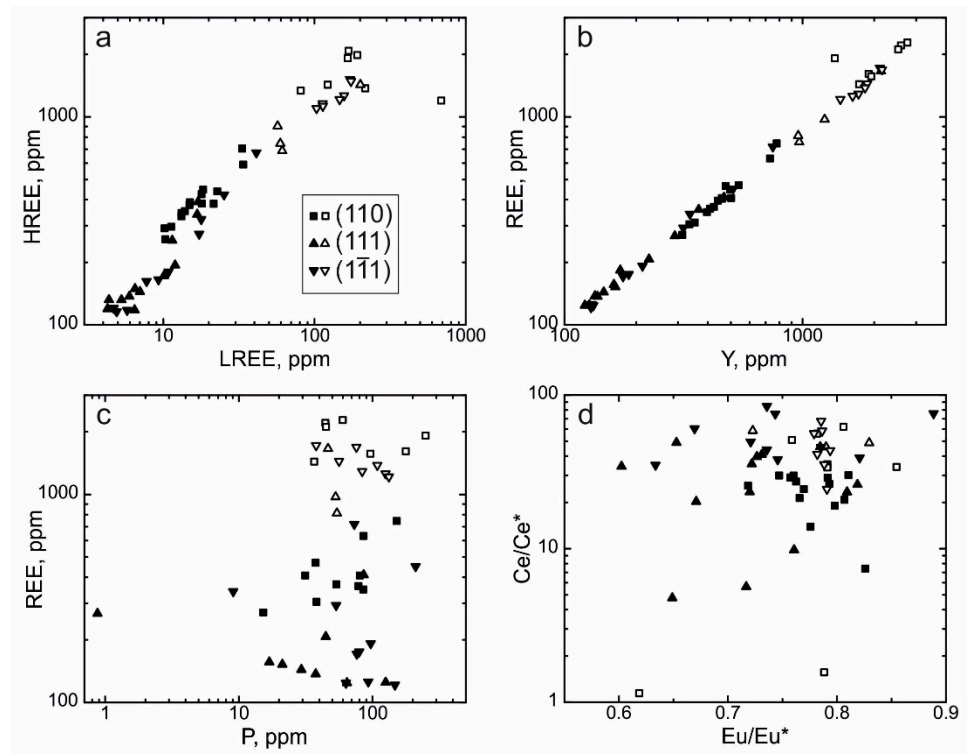 a
1000
100
HREE, ppm
10
100
1000
LREE, ppm
(110)
(111)
(11̅1)
b
1000
100
REE, ppm
100
1000
Y, ppm
c
1000
100
REE, ppm
1
10
100
P, ppm
d
100
10
1
Ce/Ce*
0.6
0.7
0.8
0.9
Eu/Eu*